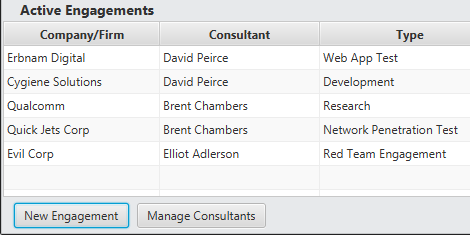 Active Engagements
Company/Firm Consultant Type
Erbnam Digital David Peirce Web App Test
Cygiene Solutions David Peirce Development
Qualcomm Brent Chambers Research
Quick Jets Corp Brent Chambers Network Penetration Test
Evil Corp Elliot Adlerson Red Team Engagement
New Engagement Manage Consultants